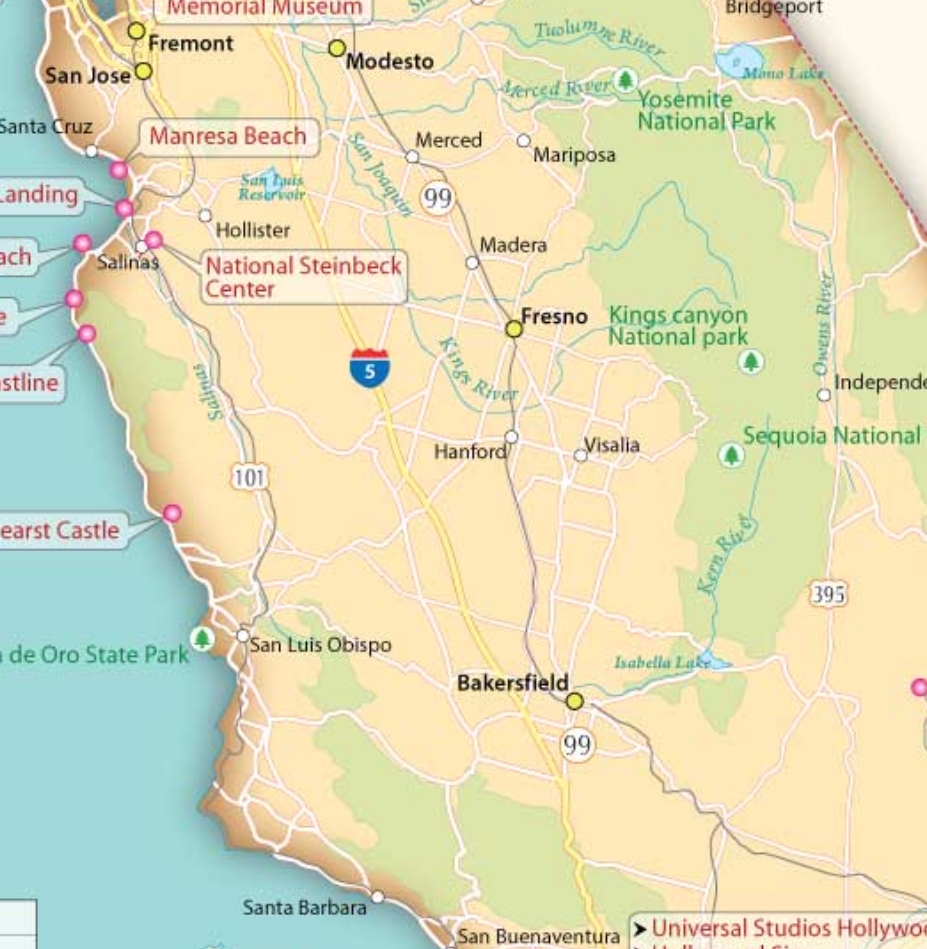 Memorial Museum
Bridgeport
Fremont
Tuolumne River
Modesto
San Jose
Mono Lake
Merced River
Yosemite
National Park
Santa Cruz
Manresa Beach
Merced
Mariposa
San Joaquin
San Luis
Reservoir
Landing
99
Hollister
Madera
ach
Salinas
National Steinbeck
Center
Owens River
e
Fresno
Kings canyon
National park
Kings River
5
stline
Salinas
Independe
Hanford
Visalia
Sequoia National
101
earst Castle
Kern River
395
de Oro State Park
San Luis Obispo
Isabella Lake
Bakersfield
99
Santa Barbara
San Buenaventura
Universal Studios Hollywo